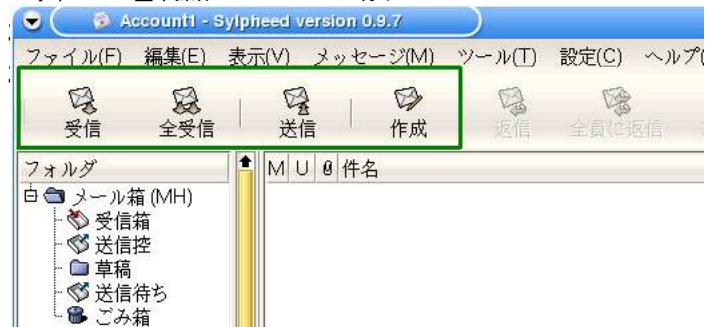 Account1 - Sylpheed version 0.9.7
ファイル(F) 編集(E) 表示(V) メッセージ(M) ツール(T) 設定(C) ヘルプ(
受信 全受信 送信 作成 返信 全員に返信
フォルダ M U 件名
メール箱 (MH)
受信箱
送信控
草稿
送信待ち
ごみ箱